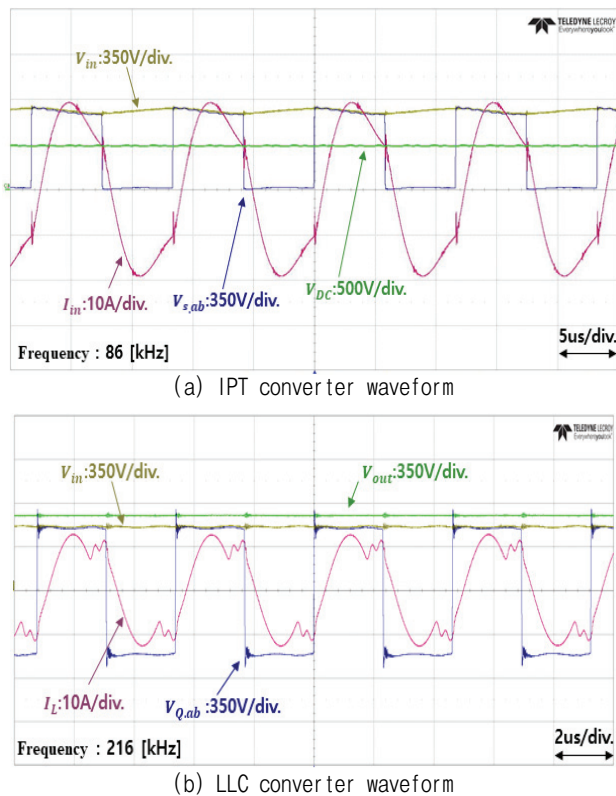 TELEDYNE LECROY
Everywhereyoulook™
V_in:350V/div.
I_in:10A/div.
V_s,ab:350V/div.
V_DC:500V/div.
5us/div.
Frequency : 86 [kHz]
(a) IPT converter waveform
TELEDYNE LECROY
Everywhereyoulook™
V_in:350V/div.
V_out:350V/div.
I_L:10A/div.
V_Q.ab:350V/div.
2us/div.
Frequency : 216 [kHz]
(b) LLC converter waveform